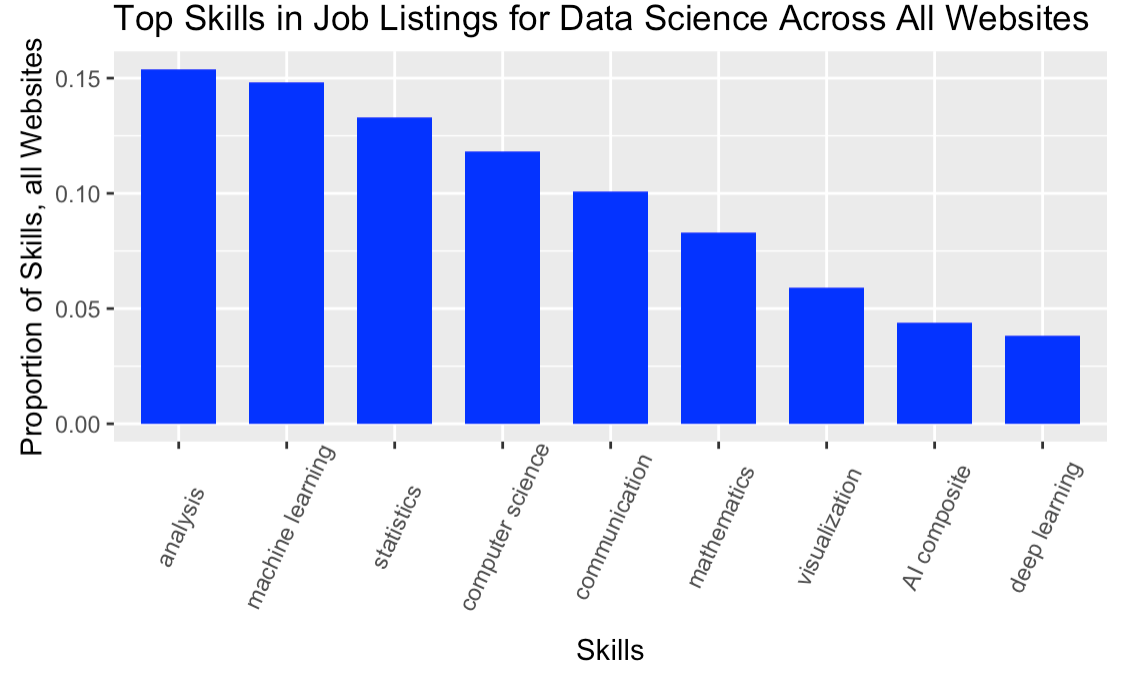 Top Skills in Job Listings for Data Science Across All Websites
Proportion of Skills, all Websites
0.15
0.10
0.05
0.00
analysis
machine learning
statistics
computer science
communication
mathematics
visualization
AI composite
deep learning
Skills